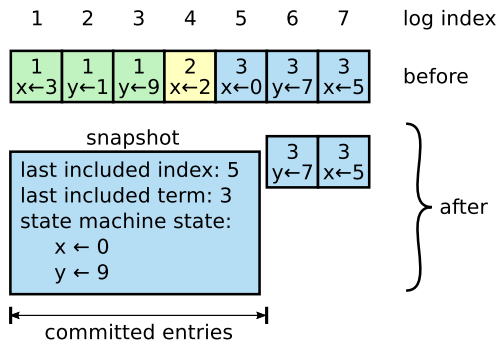 1 2 3 4 5 6 7 log index
1 1 1 2 3 3 3
x←3 y←1 y←9 x←2 x←0 y←7 x←5
before
snapshot
last included index: 5
last included term: 3
state machine state:
x ← 0
y ← 9
3 3
y←7 x←5
after
committed entries